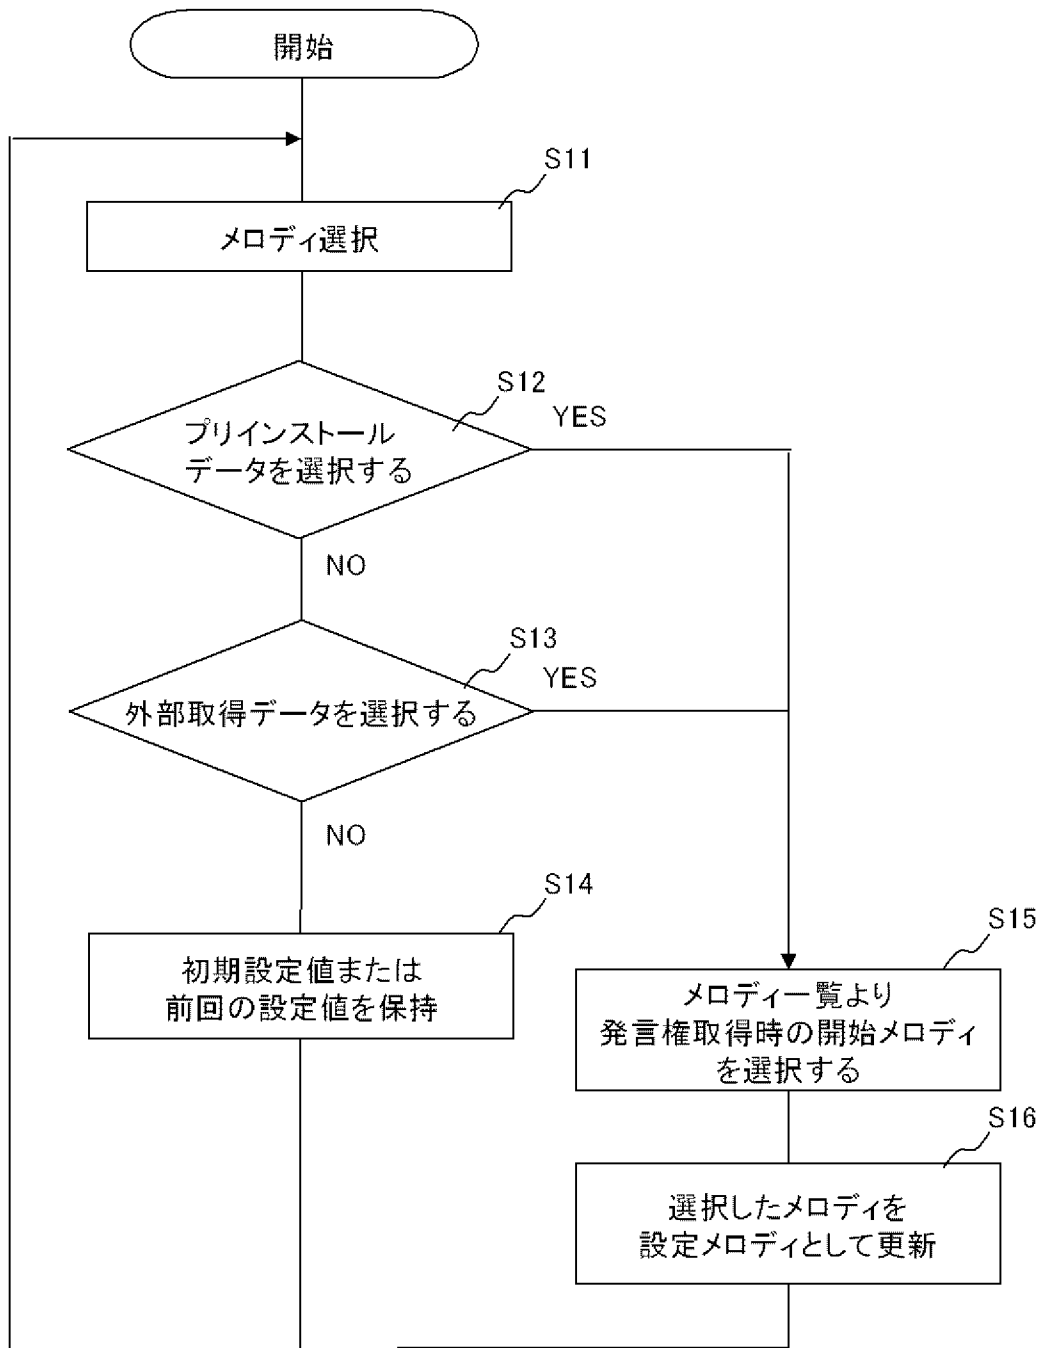 開始
S11
メロディ選択
S12
YES
プリインストール
データを選択する
NO
S13
YES
外部取得データを選択する
NO
S14
初期設定値または
前回の設定値を保持
S15
メロディ一覧より
発言権取得時の開始メロディ
を選択する
S16
選択したメロディを
設定メロディとして更新